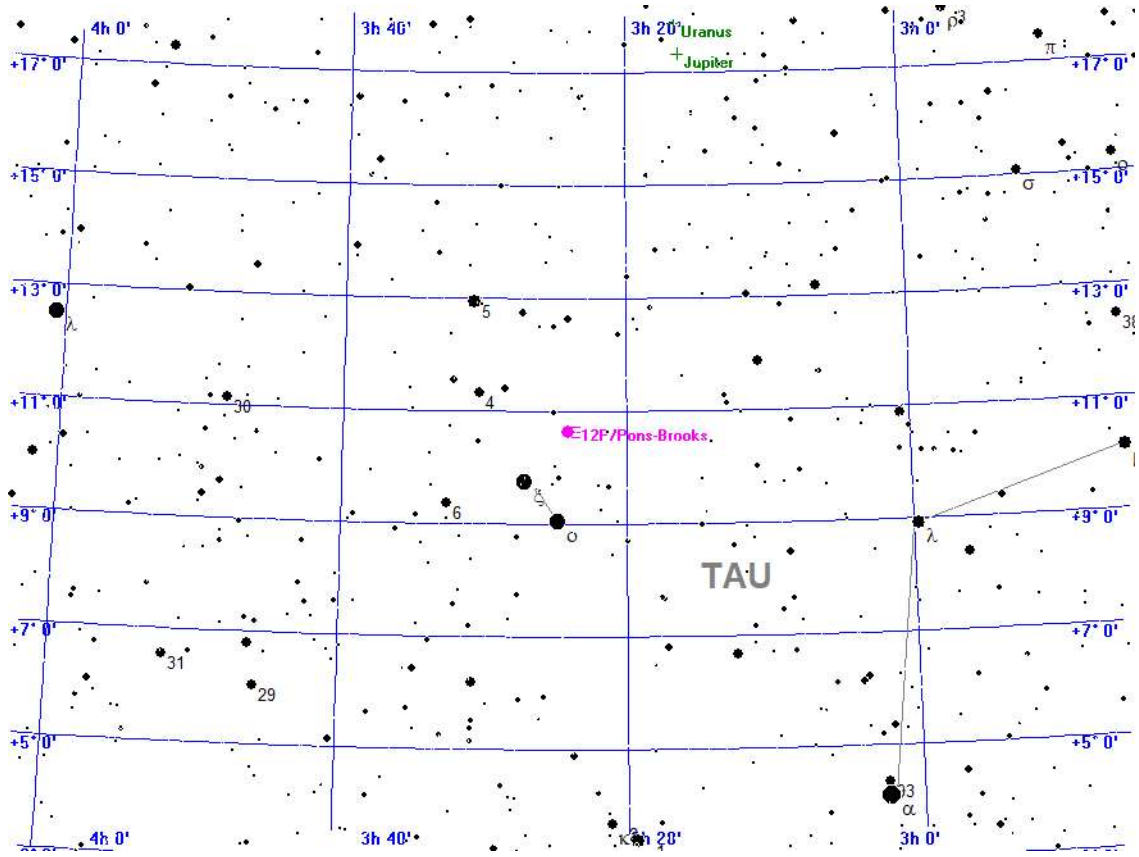 4h 0' 3h 40' 3h 20' 3h 0' ρ3
Uranus
π
+17° 0' Jupiter +17° 0'
+15° 0' +15° 0'
σ
+13° 0' +13° 0'
λ 5 38
+11° 0' 30 4 +11° 0'
12P/Pons-Brooks
ξ
+9° 0' 6 ο λ +9° 0'
TAU
+7° 0' +7° 0'
31
29
+5° 0' +5° 0'
93
α
4h 0' 3h 40' κ 3h 20' 3h 0'
1